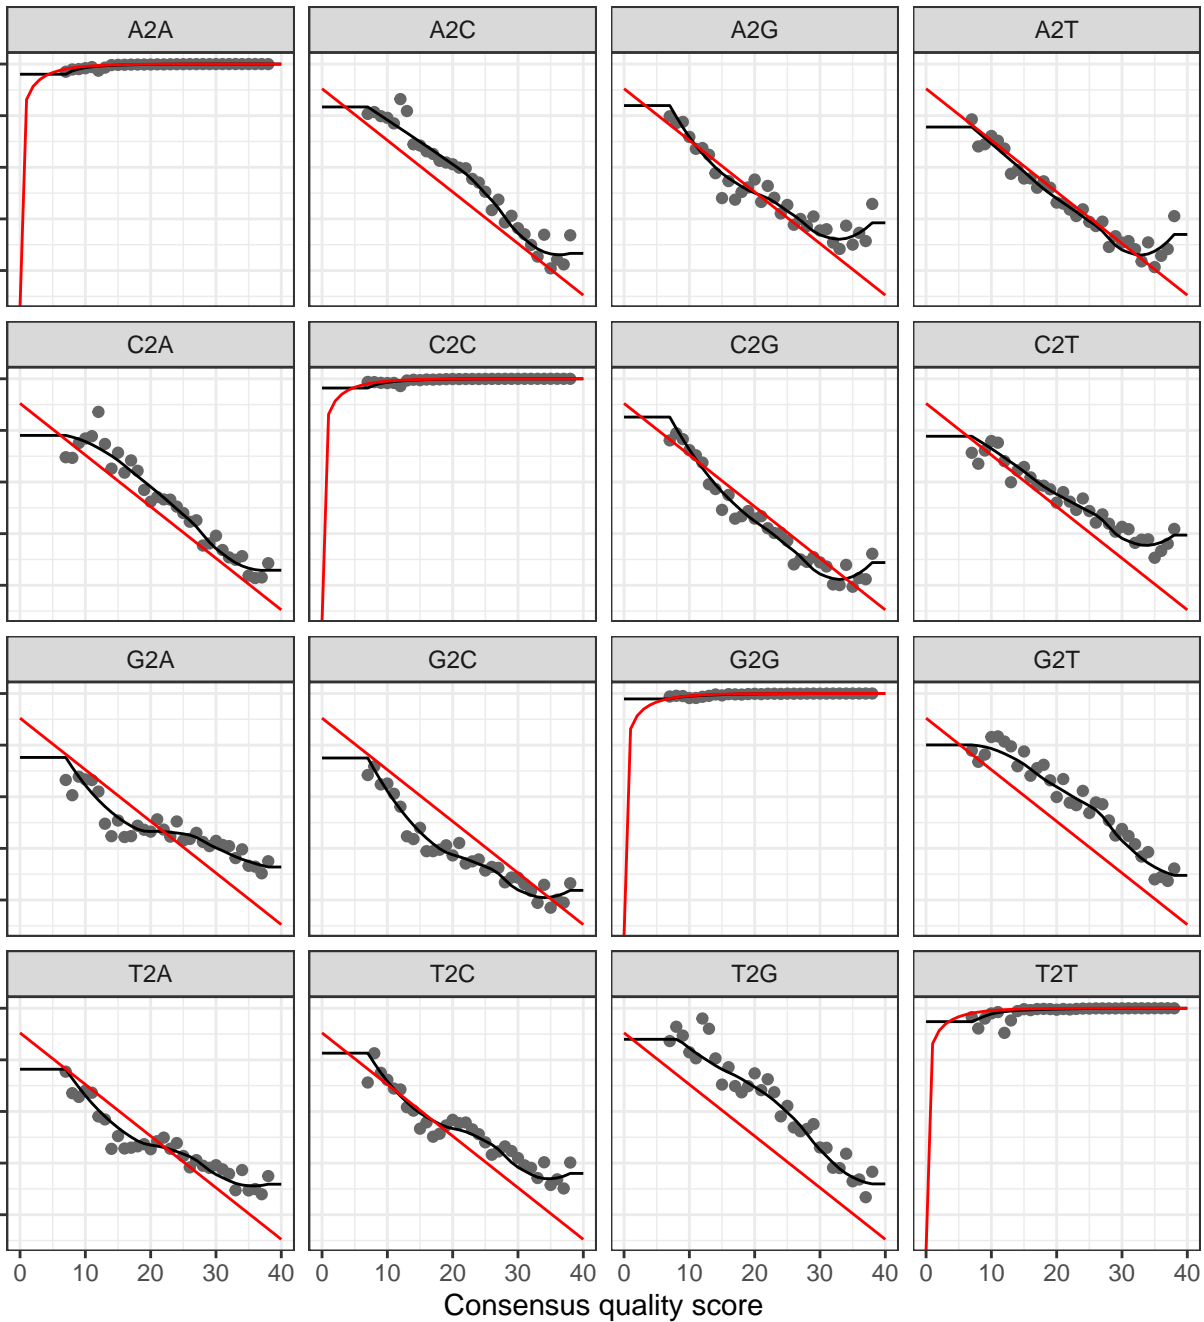 A2A A2C A2G A2T
C2A C2C C2G C2T
G2A G2C G2G G2T
T2A T2C T2G T2T
0 10 20 30 40 0 10 20 30 40 0 10 20 30 40 0 10 20 30 40
Consensus quality score